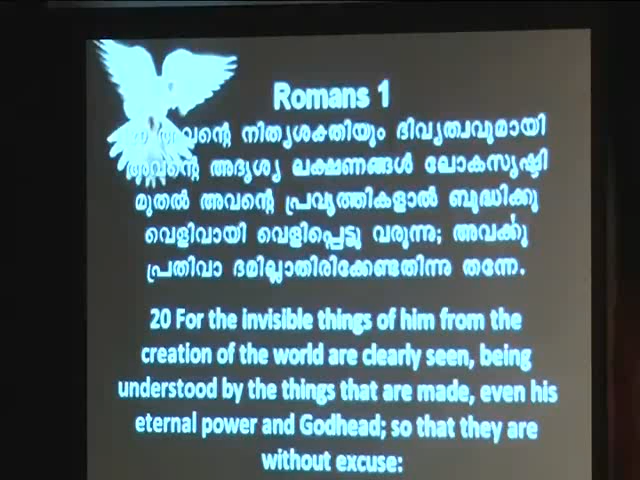 Romans 1
അവന്റെ നിത്യശക്തിയും ദിവ്യത്വവുമായി
അവന്റെ അദൃശ്യ ലക്ഷണങ്ങൾ ലോകസൃഷ്ടി
മുതൽ അവന്റെ പ്രവൃത്തികളാൽ ബുദ്ധിക്കു
വെളിവായി വെളിപ്പെട്ടു വരുന്നു; അവർക്കു
പ്രതിവാ ദമില്ലാതിരിക്കേണ്ടതിന്നു തന്നേ.
20 For the invisible things of him from the
creation of the world are clearly seen, being
understood by the things that are made, even his
eternal power and Godhead; so that they are
without excuse: